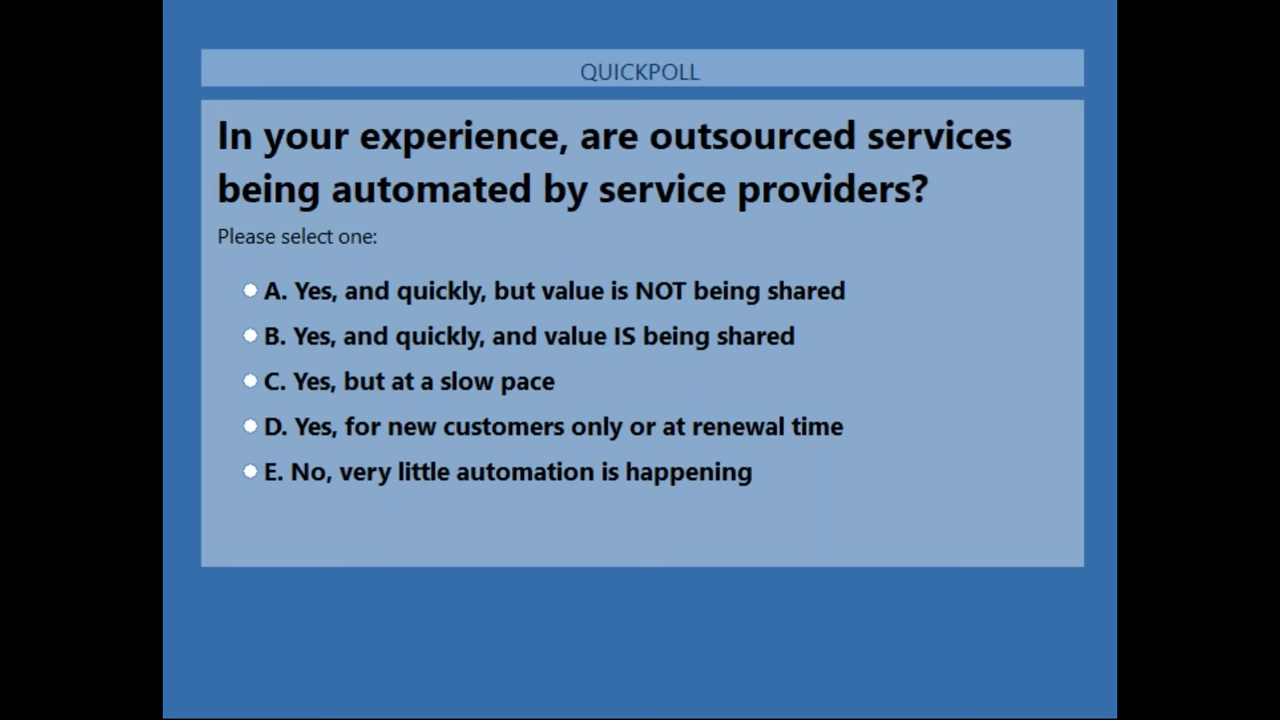 QUICKPOLL
In your experience, are outsourced services
being automated by service providers?
Please select one:
A. Yes, and quickly, but value is NOT being shared
B. Yes, and quickly, and value IS being shared
C. Yes, but at a slow pace
D. Yes, for new customers only or at renewal time
E. No, very little automation is happening